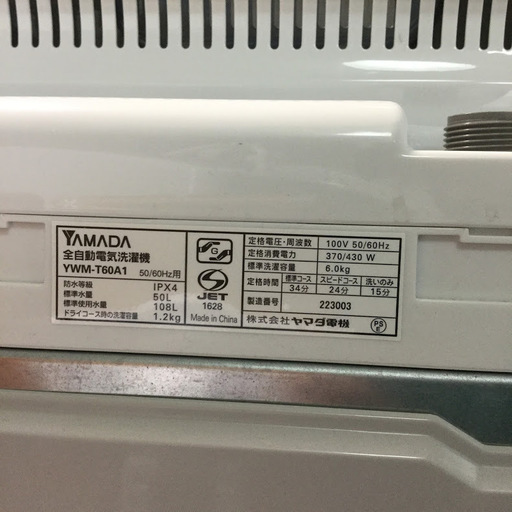 YAMADA
全自動電気洗濯機
YWM-T60A1 50/60Hz用
防水等級 IPX4
標準水量 50L
標準使用水量 108L
ドライコース時の洗濯容量 1.2kg
G
JET
1628
Made in China
定格電圧・周波数 100V 50/60Hz
定格消費電力 370/430 W
標準洗濯容量 6.0kg
定格時間 標準コース スピードコース 洗いのみ
34分 24分 15分
製造番号 223003
株式会社 ヤマダ電機
PS
E